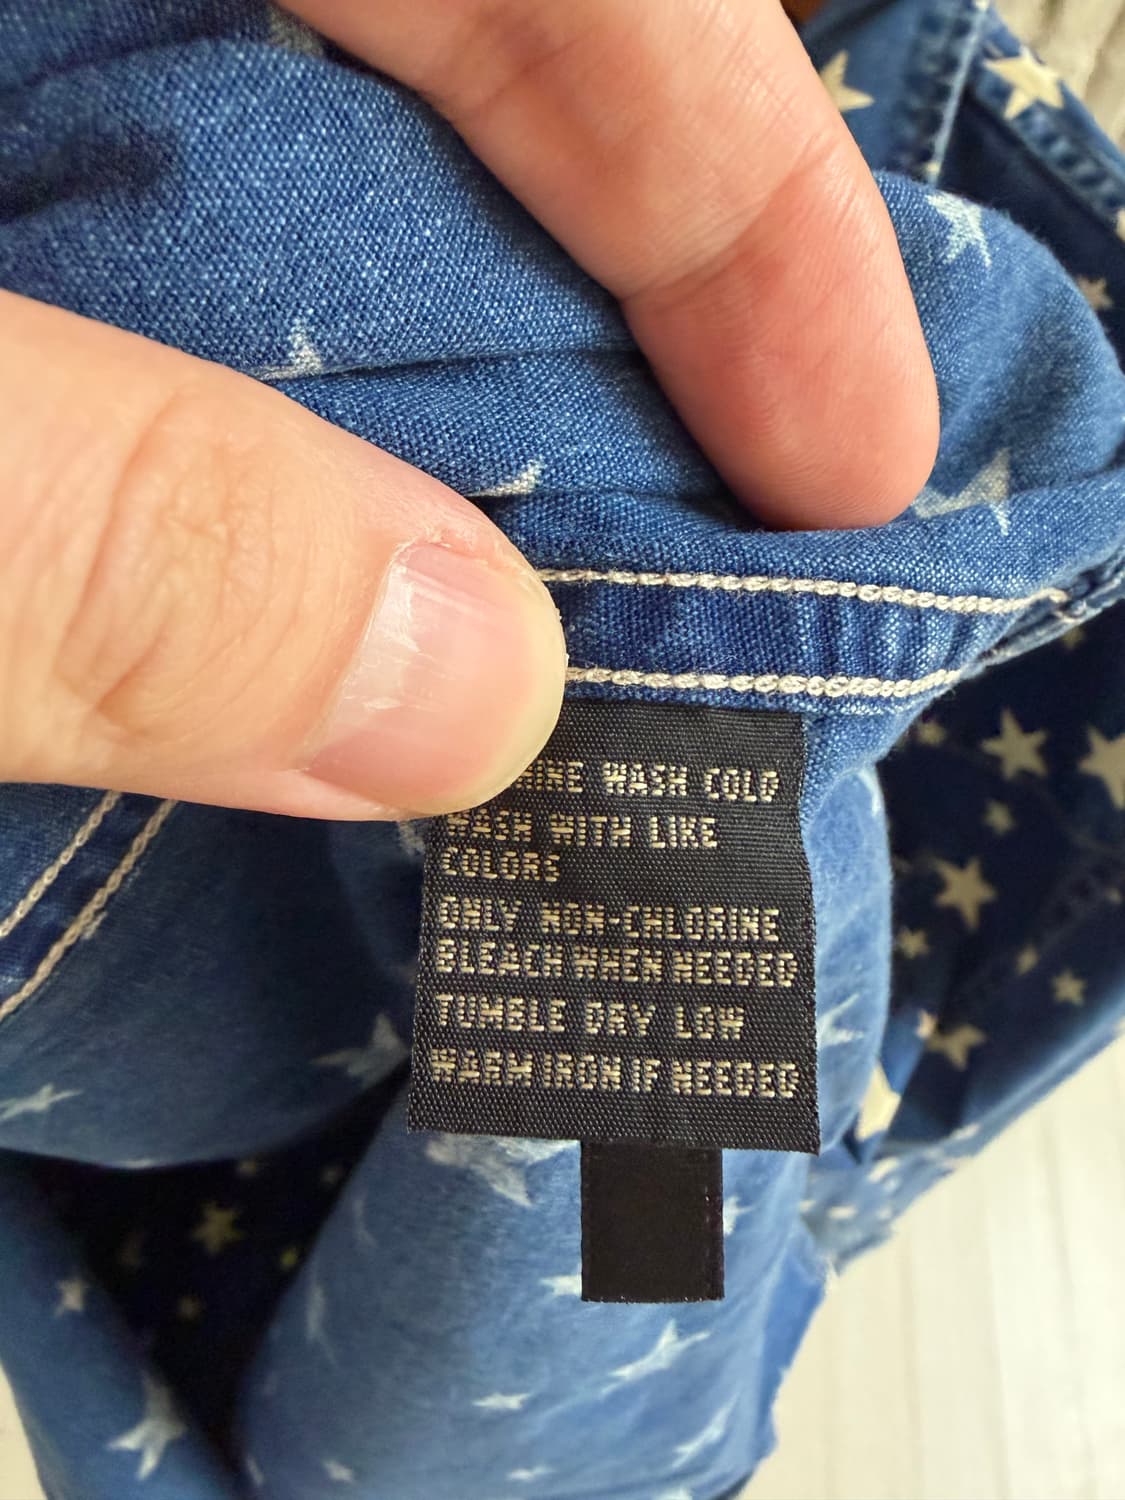 WASH COLD
WASH WITH LIKE
COLORS
ONLY NON-CHLORINE
BLEACH WHEN NEEDED
TUMBLE DRY LOW
WARM IRON IF NEEDED